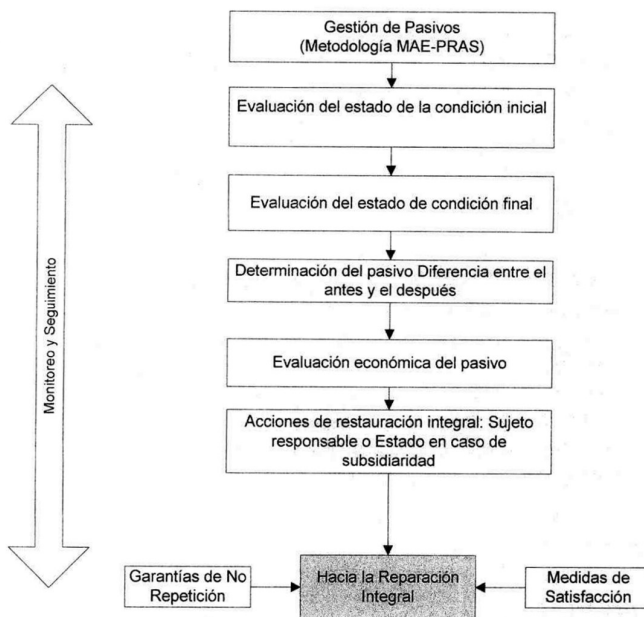 Gestión de Pasivos
(Metodología MAE-PRAS)
Evaluación del estado de la condición inicial
Evaluación del estado de condición final
Determinación del pasivo Diferencia entre el
antes y el después
Evaluación económica del pasivo
Acciones de restauración integral: Sujeto
responsable o Estado en caso de
subsidiaridad
Monitoreo y Seguimiento
Garantías de No
Repetición
Hacia la Reparación
Integral
Medidas de
Satisfacción